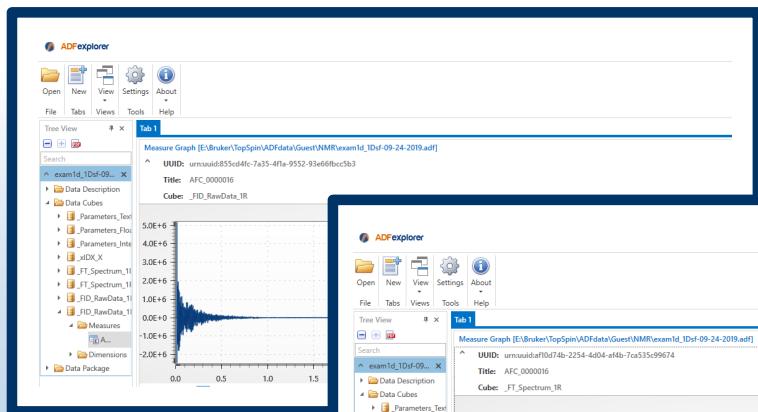 ADFexplorer
Open New View Settings About
File Tabs Views Tools Help
Tree View
Tab 1
Search
Measure Graph [E:\Bruker\TopSpin\ADFdata\Guest\NMR\exam1d_1Dsf-09-24-2019.adf]
UUID: urn:uuid:855cd4fc-7a35-4f1a-9552-93e66fbcc5b3
Title: AFC_0000016
Cube: _FID_RawData_1R
exam1d_1Dsf-09...
Data Description
Data Cubes
_Parameters_Text
_Parameters_Floa
_Parameters_Inte
_xIDX_X
_FT_Spectrum_1I
_FT_Spectrum_1R
_FID_RawData_1I
_FID_RawData_1I
Measures
A...
Dimensions
Data Package
5.0E+6
4.0E+6
3.0E+6
2.0E+6
1.0E+6
0.0E+0
-1.0E+6
-2.0E+6
0.0 0.5 1.0 1.5
ADFexplorer
Open New View Settings About
File Tabs Views Tools Help
Tree View
Tab 1
Search
Measure Graph [E:\Bruker\TopSpin\ADFdata\Guest\NMR\exam1d_1Dsf-09-24-2019.adf]
UUID: urn:uuid:af10d74b-2254-4d04-af4b-7ca535c99674
Title: AFC_0000016
Cube: _FT_Spectrum_1R
exam1d_1Dsf-09...
Data Description
Data Cubes
_Parameters_Text